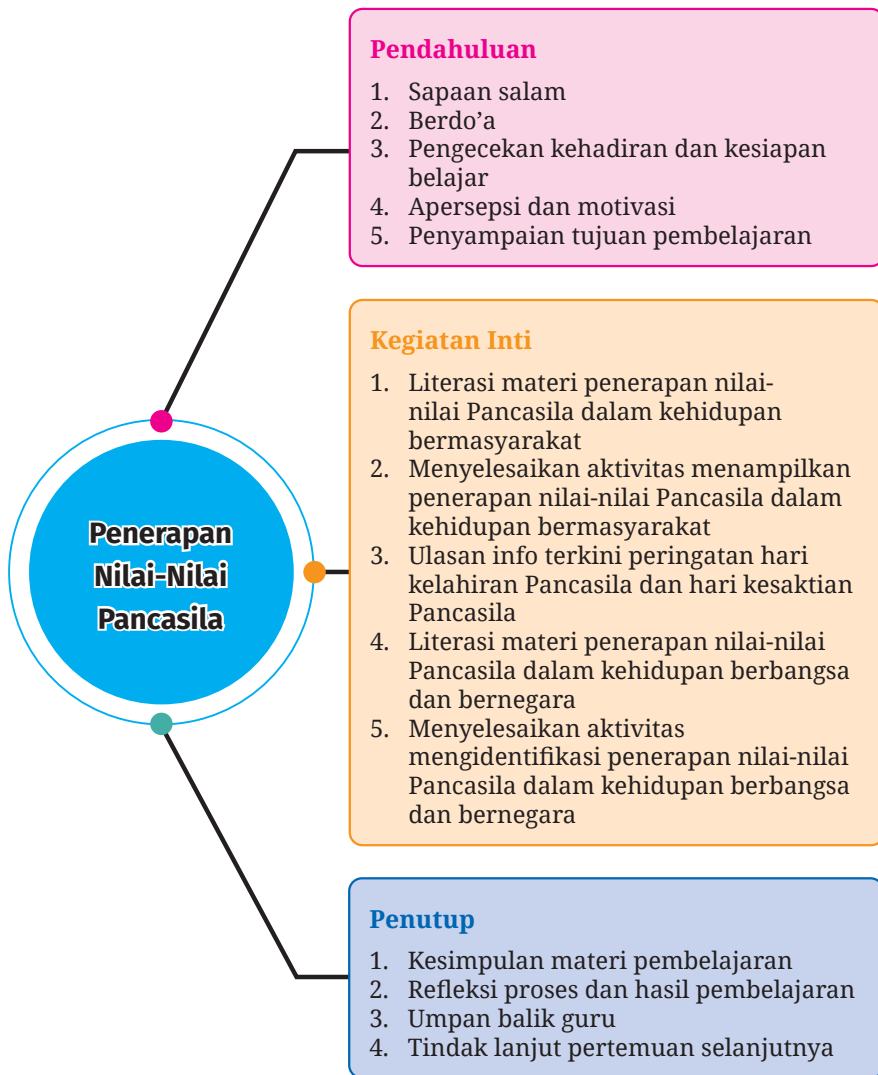 Pendahuluan
1. Sapaan salam
2. Berdo’a
3. Pengecekan kehadiran dan kesiapan
belajar
4. Apersepsi dan motivasi
5. Penyampaian tujuan pembelajaran
Kegiatan Inti
1. Literasi materi penerapan nilai-
nilai Pancasila dalam kehidupan
bermasyarakat
2. Menyelesaikan aktivitas menampilkan
penerapan nilai-nilai Pancasila dalam
kehidupan bermasyarakat
3. Ulasan info terkini peringatan hari
kelahiran Pancasila dan hari kesaktian
Pancasila
4. Literasi materi penerapan nilai-nilai
Pancasila dalam kehidupan berbangsa
dan bernegara
5. Menyelesaikan aktivitas
mengidentifikasi penerapan nilai-nilai
Pancasila dalam kehidupan berbangsa
dan bernegara
Penerapan
Nilai-Nilai
Pancasila
Penutup
1. Kesimpulan materi pembelajaran
2. Refleksi proses dan hasil pembelajaran
3. Umpan balik guru
4. Tindak lanjut pertemuan selanjutnya